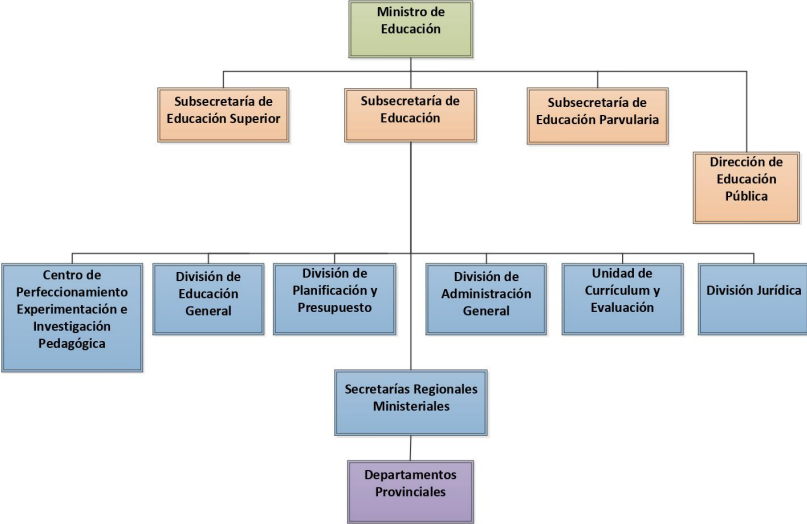 Ministro de
Educación
Subsecretaría de
Educación Superior
Subsecretaría de
Educación
Subsecretaría de
Educación Parvularia
Dirección de
Educación
Pública
Centro de
Perfeccionamiento
Experimentación e
Investigación
Pedagógica
División de
Educación
General
División de
Planificación y
Presupuesto
División de
Administración
General
Unidad de
Currículum y
Evaluación
División Jurídica
Secretarías Regionales
Ministeriales
Departamentos
Provinciales